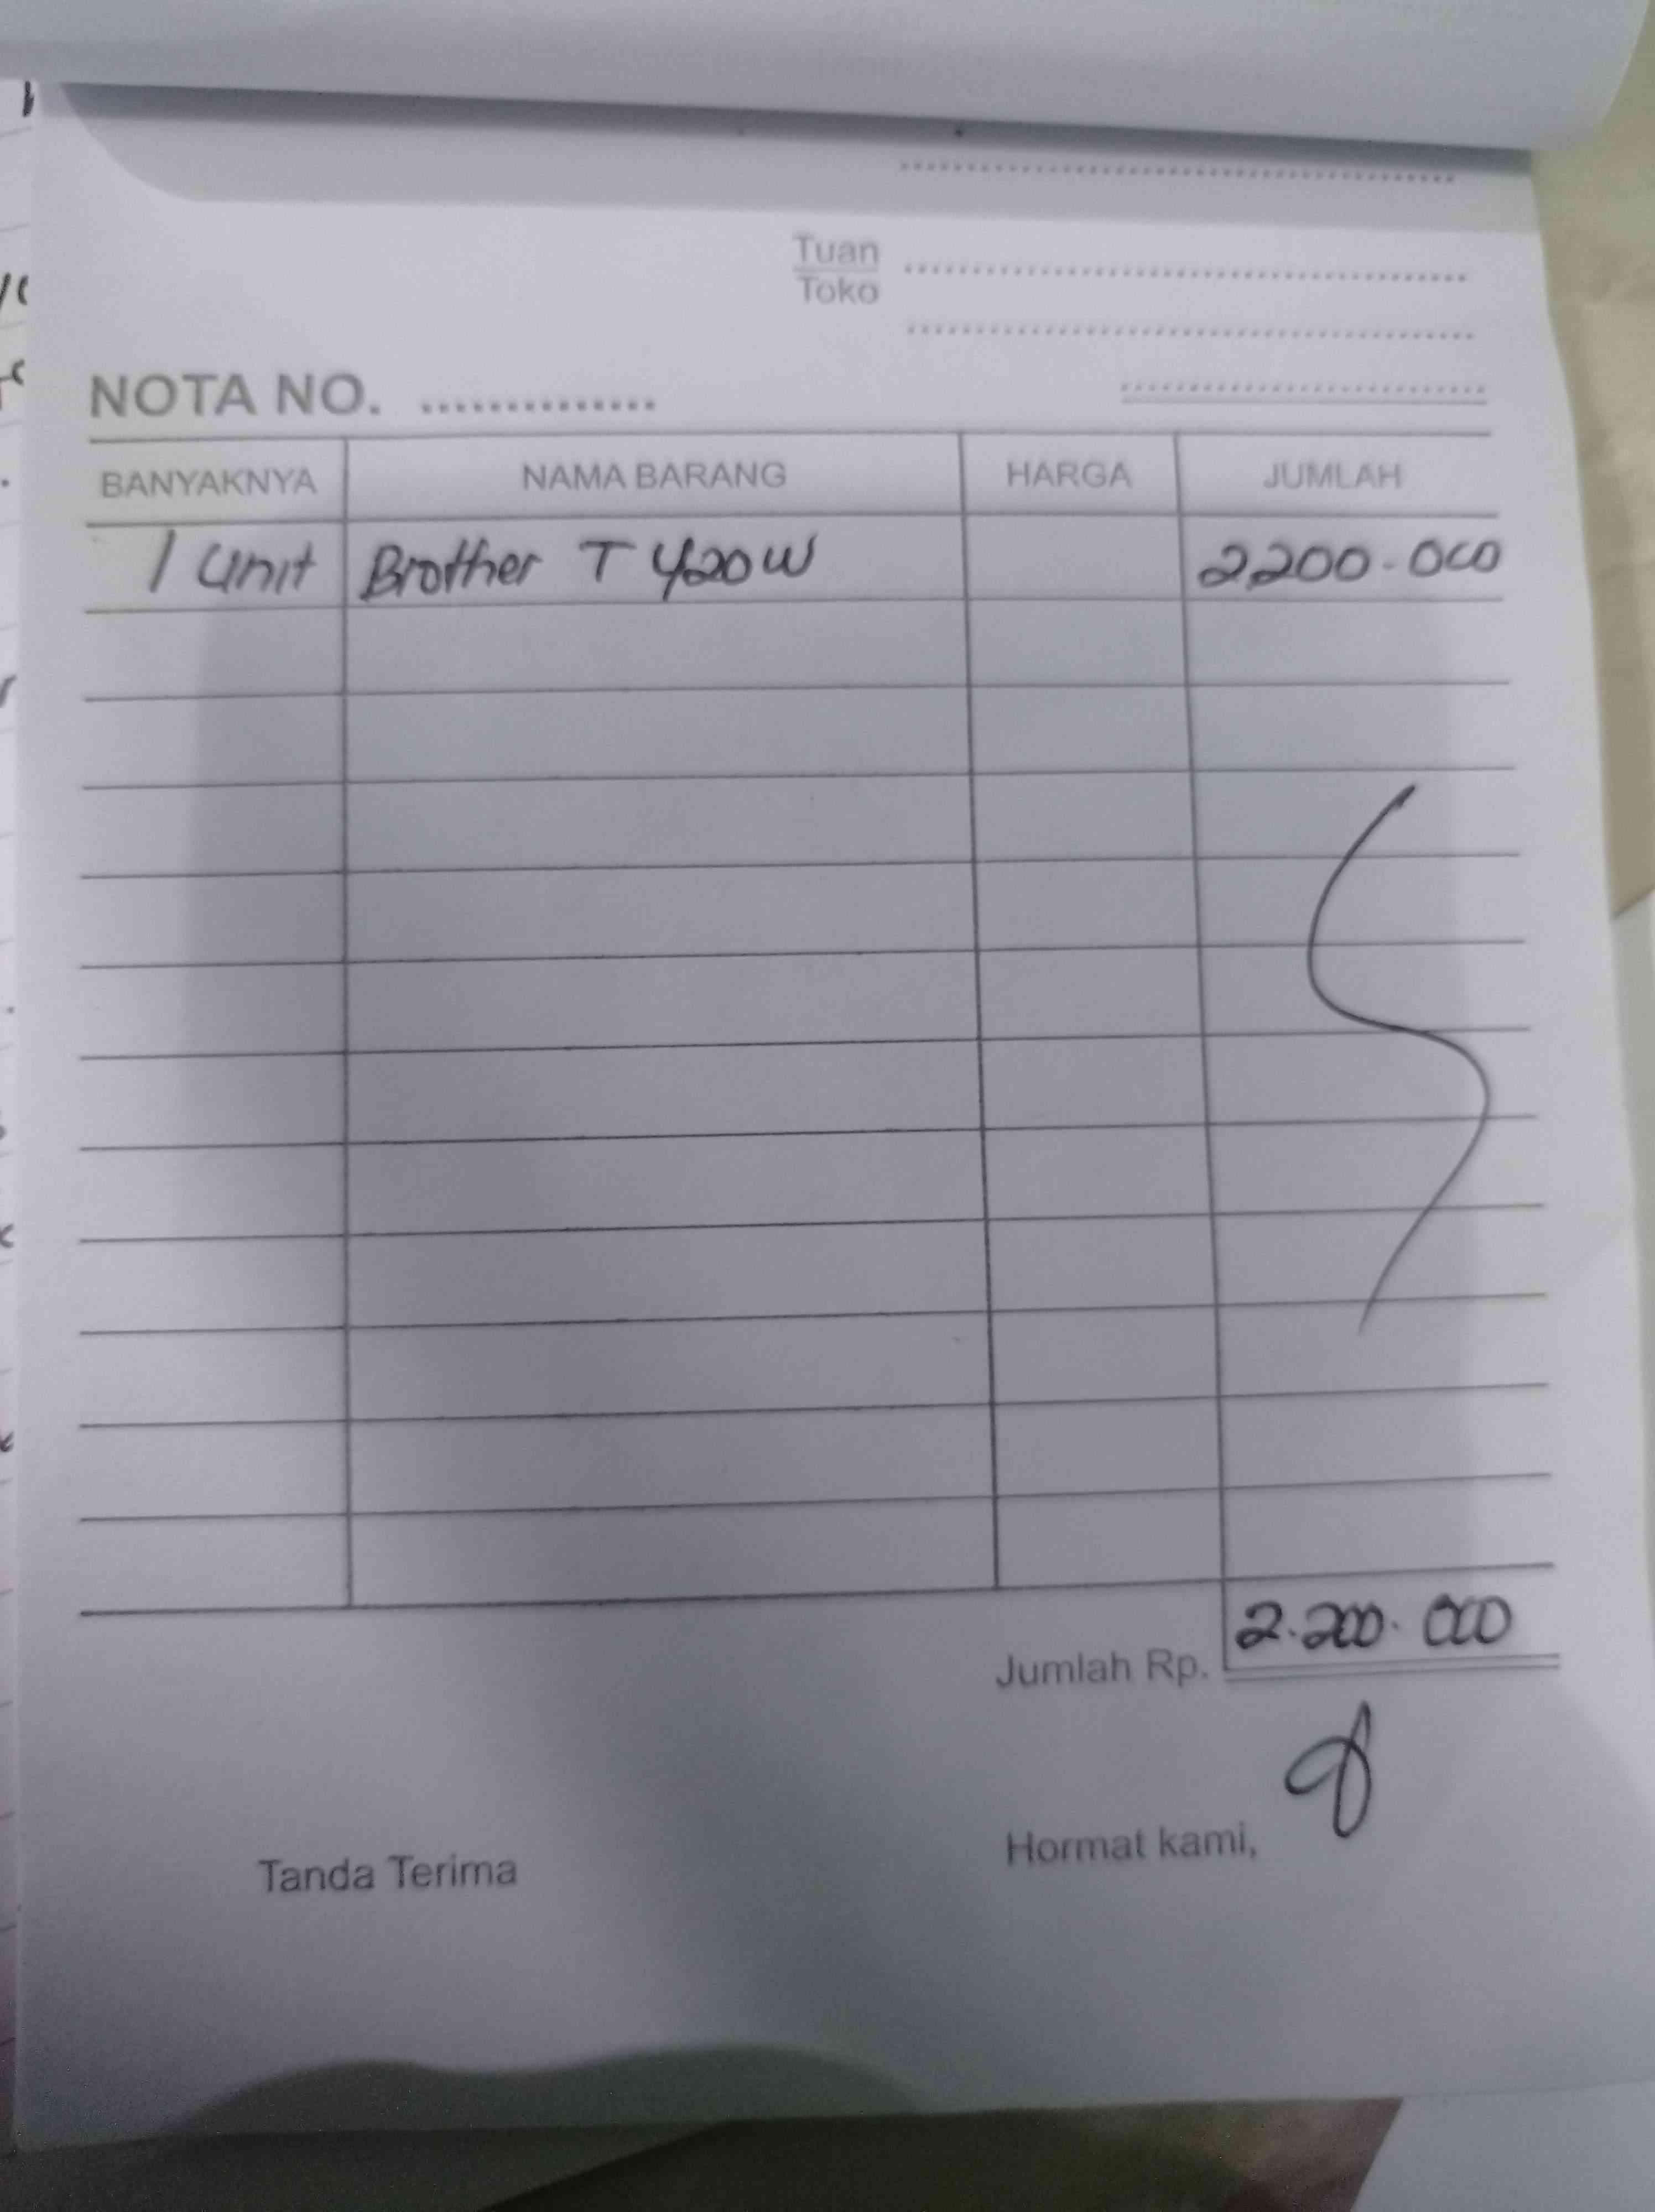 Tuan
Toko
NOTA NO.
BANYAKNYA NAMA BARANG HARGA JUMLAH
1 Unit Brother T 420W 2200.000
Jumlah Rp. 2.200.000
Tanda Terima Hormat kami,